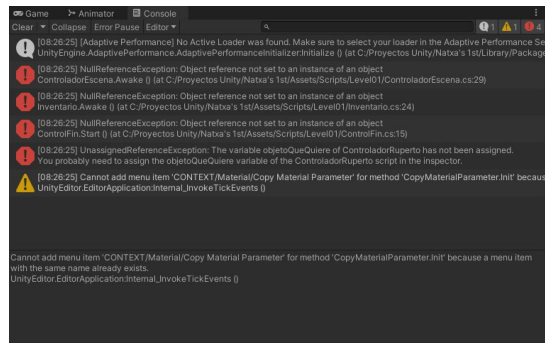 Game Animator Console
Clear Collapse Error Pause Editor 1 1 4
[08:26:25] [Adaptive Performance] No Active Loader was found. Make sure to select your loader in the Adaptive Performance Se
UnityEngine.AdaptivePerformance.AdaptivePerformanceInitializer:Initialize () (at C:/Proyectos Unity/Natxa's 1st/Library/Package
[08:26:25] NullReferenceException: Object reference not set to an instance of an object
ControladorEscena.Awake () (at C:/Proyectos Unity/Natxa's 1st/Assets/Scripts/Level01/ControladorEscena.cs:29)
[08:26:25] NullReferenceException: Object reference not set to an instance of an object
Inventario.Awake () (at C:/Proyectos Unity/Natxa's 1st/Assets/Scripts/Level01/Inventario.cs:24)
[08:26:25] NullReferenceException: Object reference not set to an instance of an object
ControlFin.Start () (at C:/Proyectos Unity/Natxa's 1st/Assets/Scripts/Level01/ControlFin.cs:15)
[08:26:25] UnassignedReferenceException: The variable objetoQueQuiere of ControladorRuperto has not been assigned.
You probably need to assign the objetoQueQuiere variable of the ControladorRuperto script in the inspector.
[08:26:25] Cannot add menu item 'CONTEXT/Material/Copy Material Parameter' for method 'CopyMaterialParameter.Init' becaus
UnityEditor.EditorApplication:Internal_InvokeTickEvents ()
Cannot add menu item 'CONTEXT/Material/Copy Material Parameter' for method 'CopyMaterialParameter.Init' because a menu item
with the same name already exists.
UnityEditor.EditorApplication:Internal_InvokeTickEvents ()